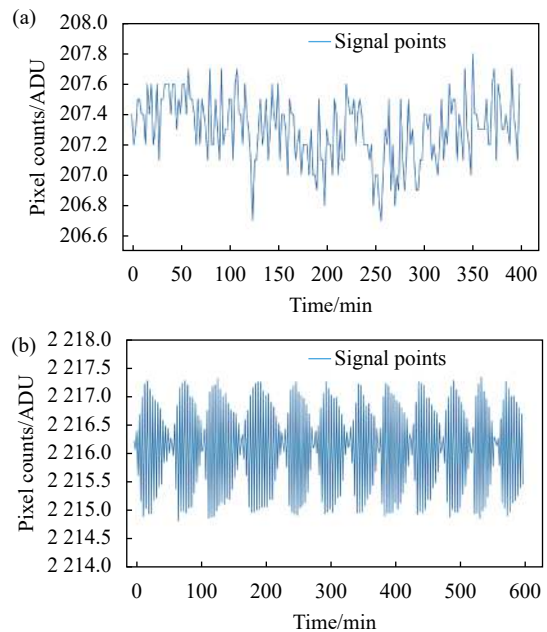 (a)
208.0
207.8
207.6
207.4
207.2
207.0
206.8
206.6
Pixel counts/ADU
Signal points
0 50 100 150 200 250 300 350 400
Time/min
(b)
2 218.0
2 217.5
2 217.0
2 216.5
2 216.0
2 215.5
2 215.0
2 214.0
Pixel counts/ADU
Signal points
0 100 200 300 400 500 600
Time/min